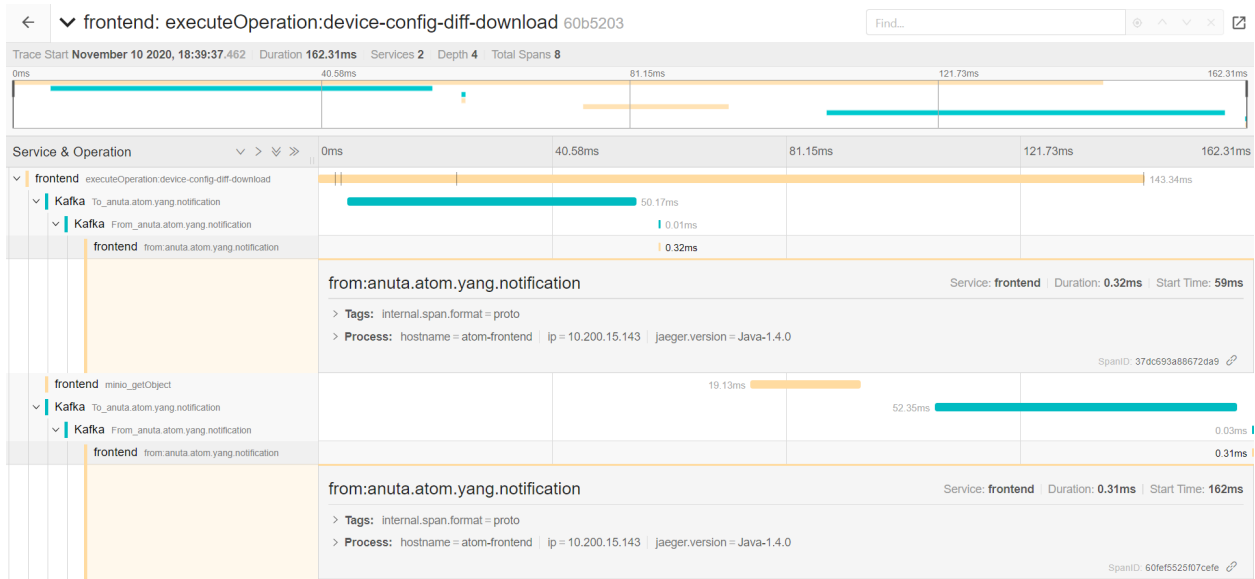 frontend: executeOperation:device-config-diff-download 60b5203 Find...
Trace Start November 10 2020, 18:39:37.462 Duration 162.31ms Services 2 Depth 4 Total Spans 8
0ms 40.58ms 81.15ms 121.73ms 162.31ms
Service & Operation 0ms 40.58ms 81.15ms 121.73ms 162.31ms
frontend executeOperation:device-config-diff-download 143.34ms
Kafka To_anuta.atom.yang.notification 50.17ms
Kafka From_anuta.atom.yang.notification 0.01ms
frontend from:anuta.atom.yang.notification 0.32ms
from:anuta.atom.yang.notification Service: frontend Duration: 0.32ms Start Time: 59ms
Tags: internal.span.format = proto
Process: hostname = atom-frontend ip = 10.200.15.143 jaeger.version = Java-1.4.0
SpanID: 37dc693a88672da9
frontend minio_getObject 19.13ms
Kafka To_anuta.atom.yang.notification 52.35ms
Kafka From_anuta.atom.yang.notification 0.03ms
frontend from:anuta.atom.yang.notification 0.31ms
from:anuta.atom.yang.notification Service: frontend Duration: 0.31ms Start Time: 162ms
Tags: internal.span.format = proto
Process: hostname = atom-frontend ip = 10.200.15.143 jaeger.version = Java-1.4.0
SpanID: 60fef5525f07cefe